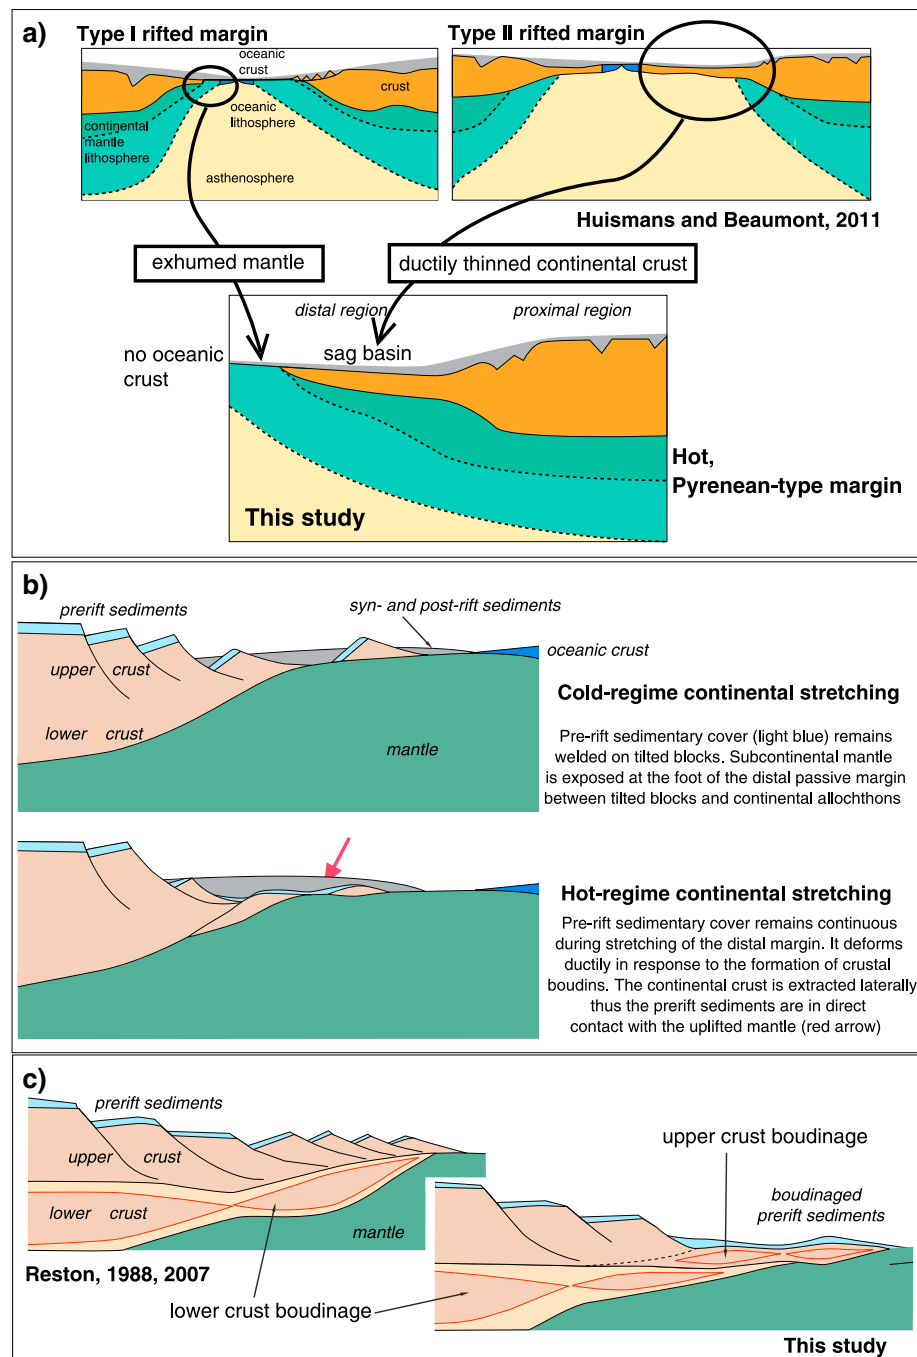 a)
Type I rifted margin
Type II rifted margin
oceanic
crust
crust
oceanic
lithosphere
continental
mantle
lithosphere
asthenosphere
Huismans and Beaumont, 2011
exhumed mantle
ductily thinned continental crust
distal region
proximal region
no oceanic
crust
sag basin
Hot,
Pyrenean-type margin
This study
b)
prerift sediments
syn- and post-rift sediments
oceanic crust
upper crust
lower crust
mantle
Cold-regime continental stretching
Pre-rift sedimentary cover (light blue) remains
welded on tilted blocks. Subcontinental mantle
is exposed at the foot of the distal passive margin
between tilted blocks and continental allochthons
Hot-regime continental stretching
Pre-rift sedimentary cover remains continuous
during stretching of the distal margin. It deforms
ductily in response to the formation of crustal
boudins. The continental crust is extracted laterally
thus the prerift sediments are in direct
contact with the uplifted mantle (red arrow)
c)
prerift sediments
upper crust
lower crust
mantle
Reston, 1988, 2007
lower crust boudinage
upper crust boudinage
boudinaged
prerift sediments
This study